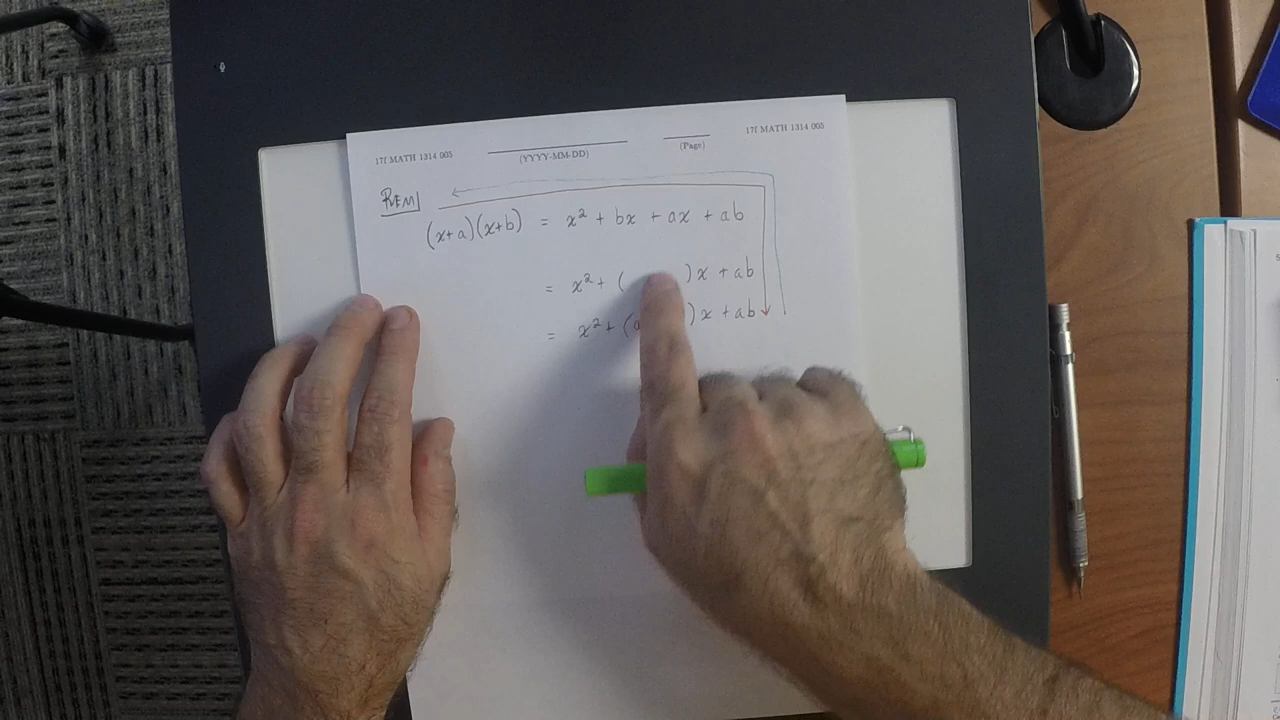 17f MATH 1314 005 (YYYY-MM-DD) (Page) 17f MATH 1314 005
REM
(x+a)(x+b) = x² + bx + ax + ab
= x² + ( )x + ab
= x² + (a )x + ab